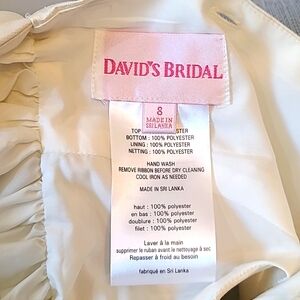 DAVID'S BRIDAL
8
MADE IN
SRI LANKA
TOP STER
BOTTOM : 100% POLYESTER
LINING : 100% POLYESTER
NETTING : 100% POLYESTER
HAND WASH
REMOVE RIBBON BEFORE DRY CLEANING
COOL IRON AS NEEDED
MADE IN SRI LANKA
haut : 100% polyester
en bas : 100% polyester
doublure : 100% polyester
filet : 100% polyester
Laver à la main
supprimer le ruban avant le nettoyage à sec
Repasser à froid au besoin
fabriqué en Sri Lanka